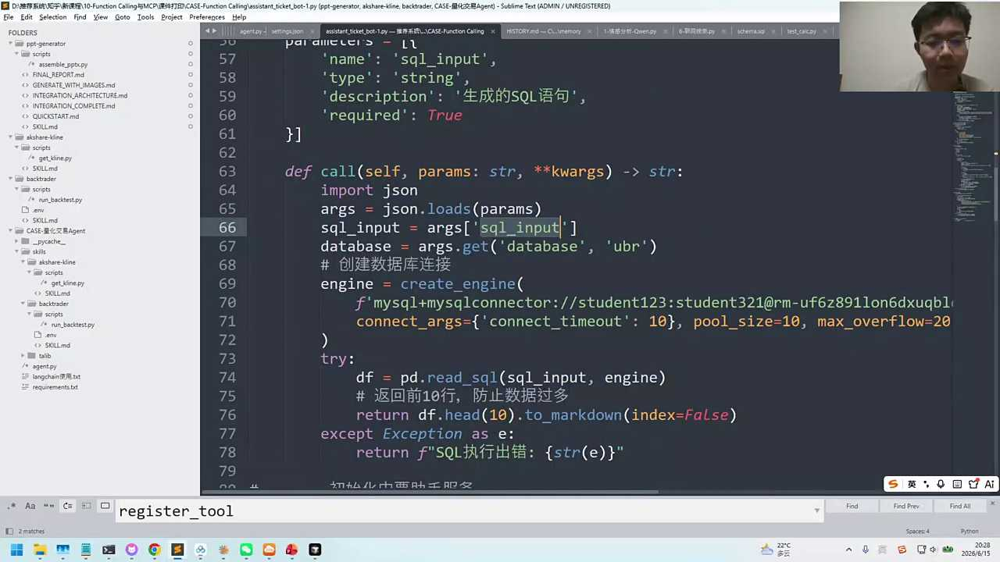 D:\推荐系统\知乎\新课程\10-Function Calling与MCP\课件打印\CASE-Function Calling\assistant_ticket_bot-1.py (ppt-generator, akshare-kline, backtrader, CASE-量化交易Agent) - Sublime Text (ADMIN / UNREGISTERED)
File Edit Selection Find View Goto Tools Project Preferences Help
agent.py settings.json × assistant_ticket_bot-1.py — 推荐系统\...\CASE-Function Calling × HISTORY.md — C\...\memory × 1-情感分析-Qwen.py × 6-联网搜索.py × schema.sql × test_calc.py ×
FOLDERS
ppt-generator
scripts
assemble_pptx.py
FINAL_REPORT.md
GENERATE_WITH_IMAGES.md
INTEGRATION_ARCHITECTURE.md
INTEGRATION_COMPLETE.md
QUICKSTART.md
SKILL.md
akshare-kline
scripts
get_kline.py
SKILL.md
backtrader
scripts
run_backtest.py
.env
SKILL.md
CASE-量化交易Agent
__pycache__
skills
akshare-kline
scripts
get_kline.py
SKILL.md
backtrader
scripts
run_backtest.py
.env
SKILL.md
talib
agent.py
langchain使用.txt
requirements.txt
56 parameters = [{
57 'name': 'sql_input',
58 'type': 'string',
59 'description': '生成的SQL语句',
60 'required': True
61 }]
62
63 def call(self, params: str, **kwargs) -> str:
64 import json
65 args = json.loads(params)
66 sql_input = args['sql_input']
67 database = args.get('database', 'ubr')
68 # 创建数据库连接
69 engine = create_engine(
70 f'mysql+mysqlconnector://student123:student321@rm-uf6z891lon6dxuqbl
71 connect_args={'connect_timeout': 10}, pool_size=10, max_overflow=20
72 )
73 try:
74 df = pd.read_sql(sql_input, engine)
75 # 返回前10行，防止数据过多
76 return df.head(10).to_markdown(index=False)
77 except Exception as e:
78 return f"SQL执行出错: {str(e)}"
79
.* Aa “” register_tool Find Find Prev Find All ×
2 matches Spaces: 4 Python
英 Ai
22°C
多云
英
20:28
2026/6/15